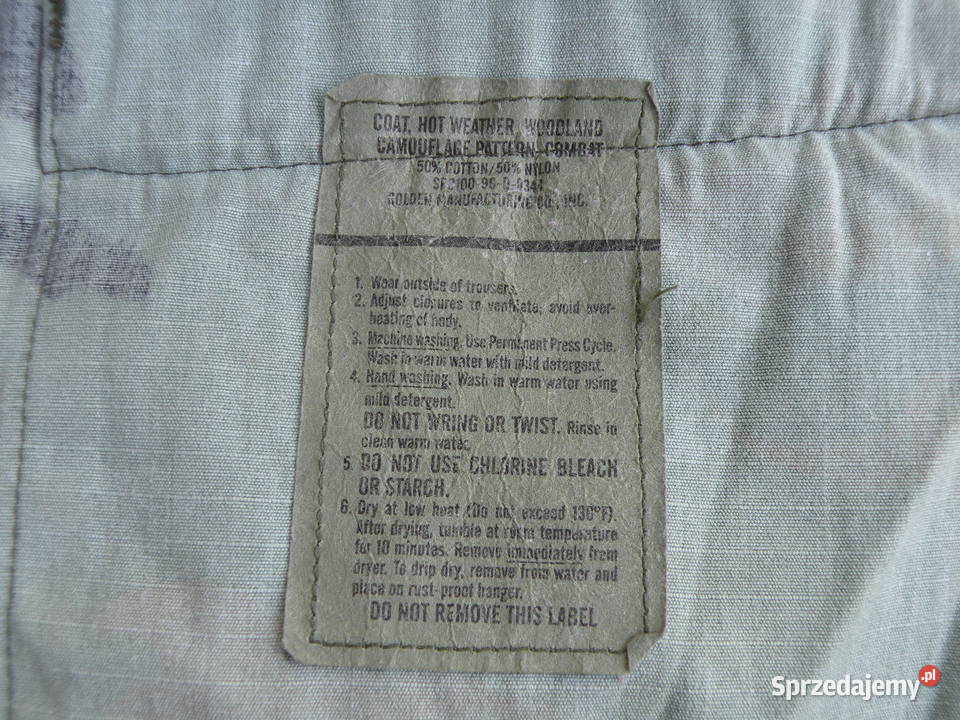 COAT, HOT WEATHER, WOODLAND
CAMOUFLAGE PATTERN-COMBAT
50% COTTON/50% NYLON
SPO100-96-D-0344
GOLDEN MANUFACTURING CO., INC.
1. Wear outside of trousers.
2. Adjust closures to ventilate; avoid over-
heating of body.
3. Machine washing. Use Permanent Press Cycle.
Wash in warm water with mild detergent.
4. Hand washing. Wash in warm water using
mild detergent.
DO NOT WRING OR TWIST. Rinse in
clean warm water.
5. DO NOT USE CHLORINE BLEACH
OR STARCH.
6. Dry at low heat (Do not exceed 130°F).
After drying, tumble at room temperature
for 10 minutes. Remove immediately from
dryer. To drip dry, remove from water and
place on rust-proof hanger.
DO NOT REMOVE THIS LABEL
Sprzedajemy.pl